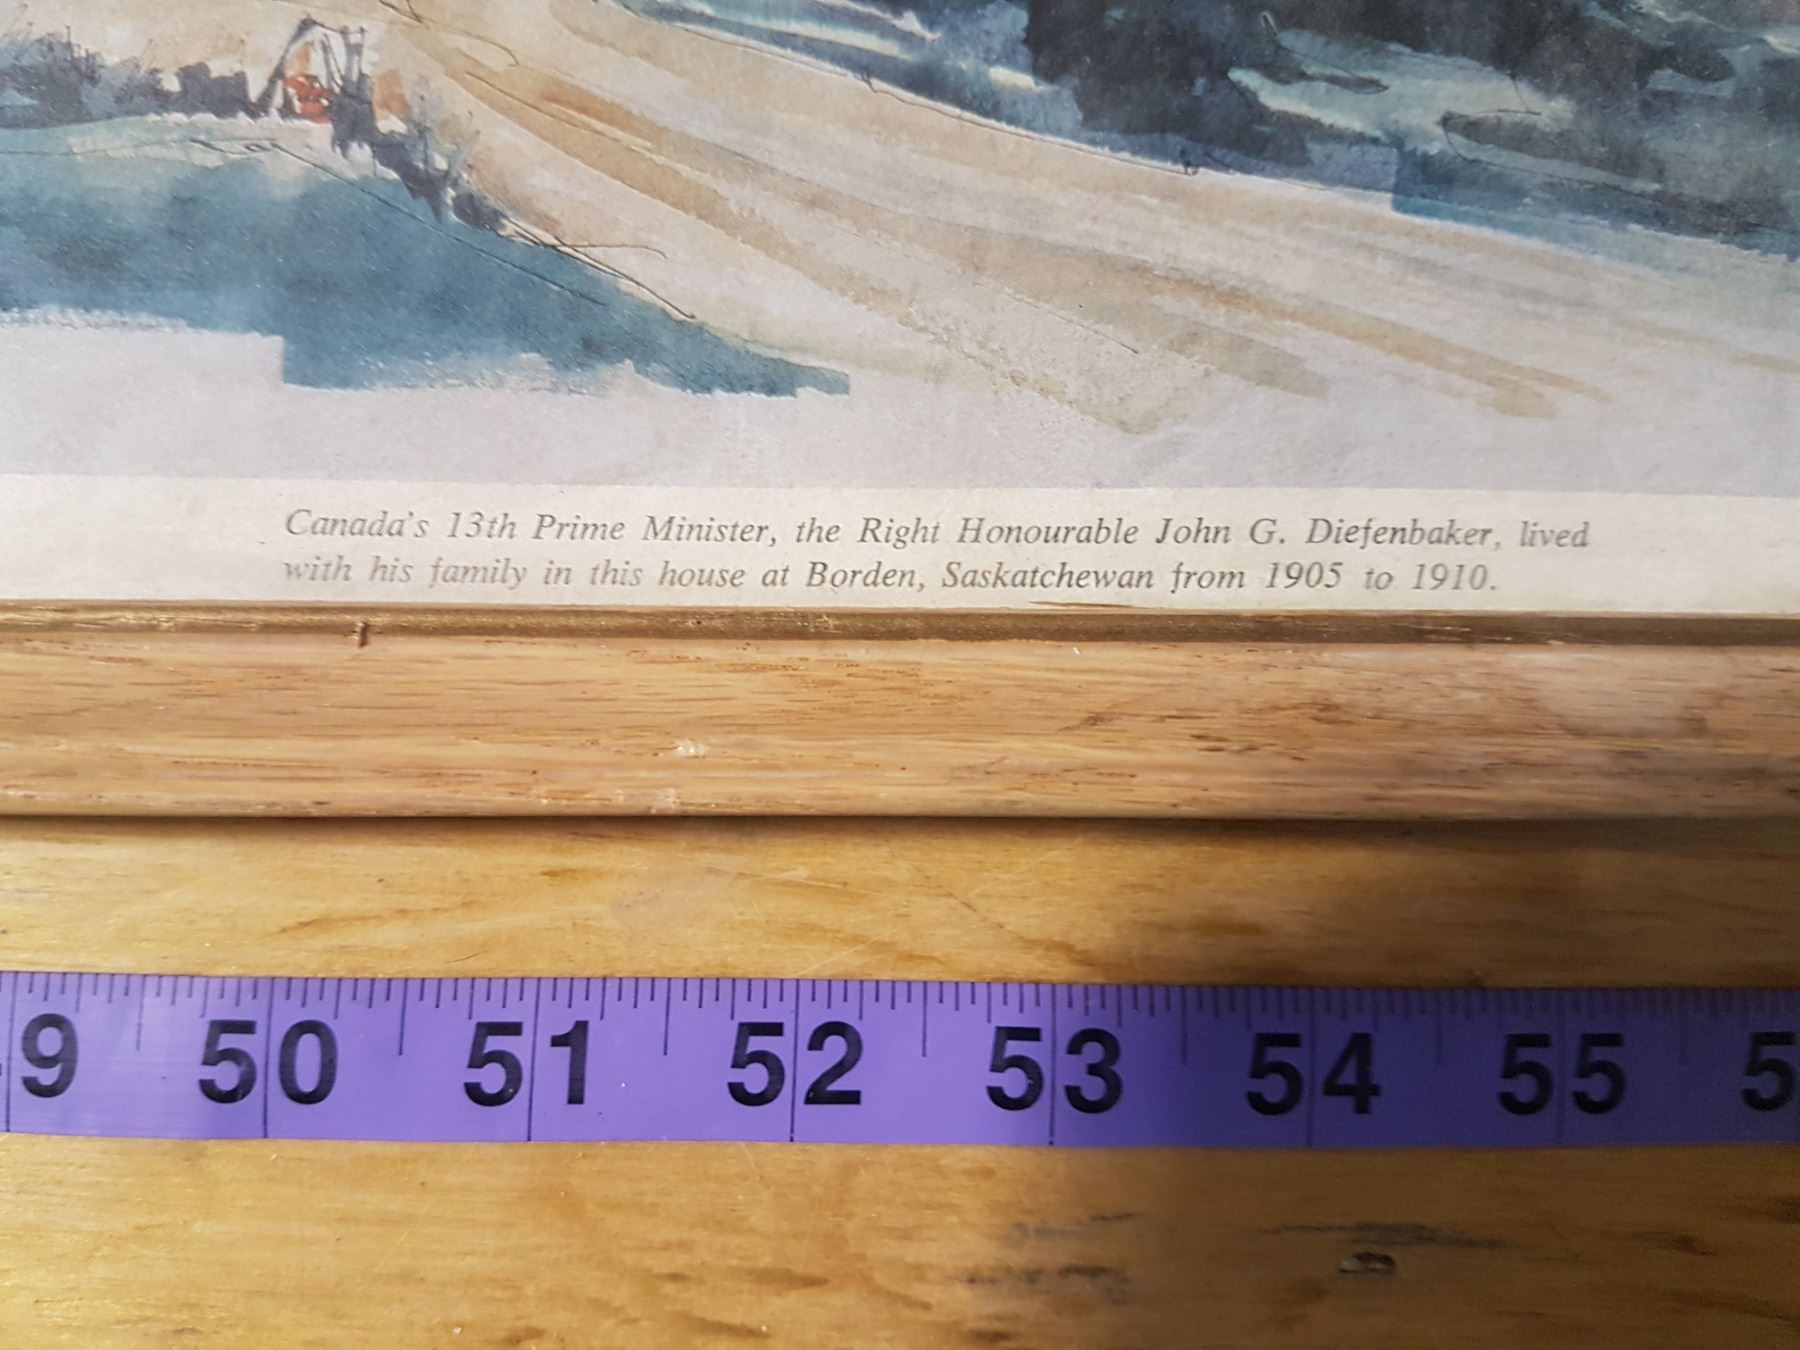 Canada's 13th Prime Minister, the Right Honourable John G. Diefenbaker, lived
with his family in this house at Borden, Saskatchewan from 1905 to 1910.
9 50 51 52 53 54 55 5